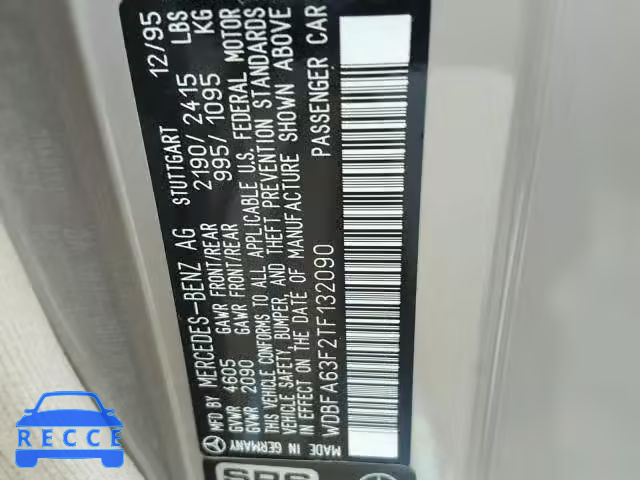 MFD.BY MERCEDES-BENZ AG STUTTGART 12/95
GVWR 4605 GAWR FRONT/REAR 2190/ 2415 LBS
GVWR 2090 GAWR FRONT/REAR 995/ 1095 KG
THIS VEHICLE CONFORMS TO ALL APPLICABLE U.S. FEDERAL MOTOR
VEHICLE SAFETY, BUMPER, AND THEFT PREVENTION STANDARDS
IN EFFECT ON THE DATE OF MANUFACTURE SHOWN ABOVE
WDBFA63F2TF132090 PASSENGER CAR
MADE IN GERMANY
SRS
RECCE